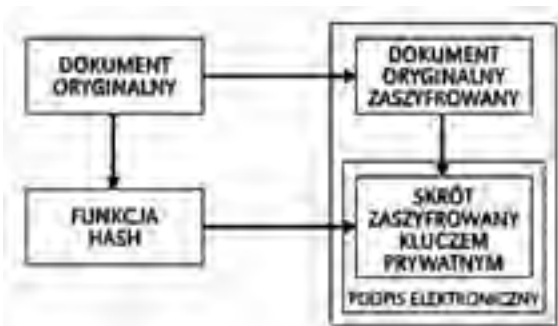 DOKUMENT
ORYGINALNY
DOKUMENT
ORYGINALNY
ZASZYFROWANY
FUNKCJA
HASH
SKRÓT
ZASZYFROWANY
KLUCZEM
PRYWATNYM
PODPIS ELEKTRONICZNY